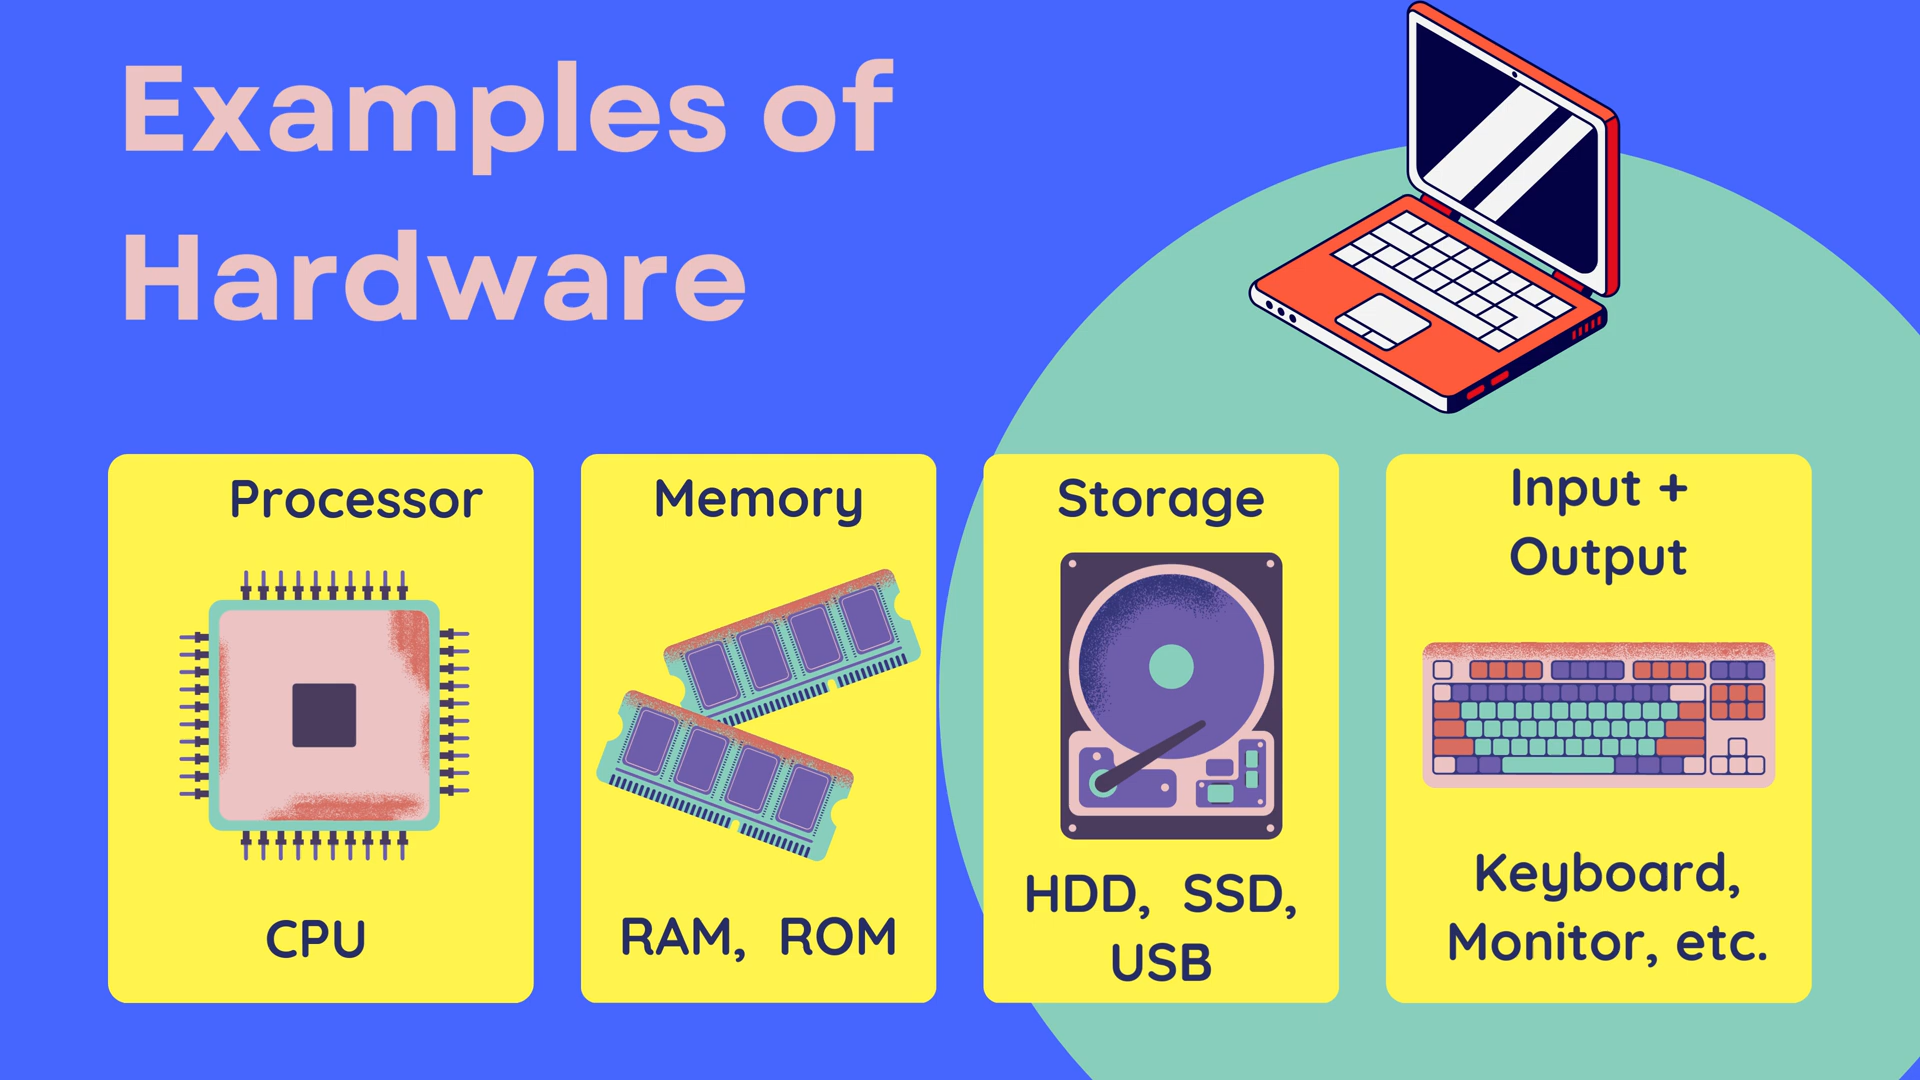 Examples of
Hardware
Processor
CPU
Memory
RAM, ROM
Storage
HDD, SSD,
USB
Input +
Output
Keyboard,
Monitor, etc.